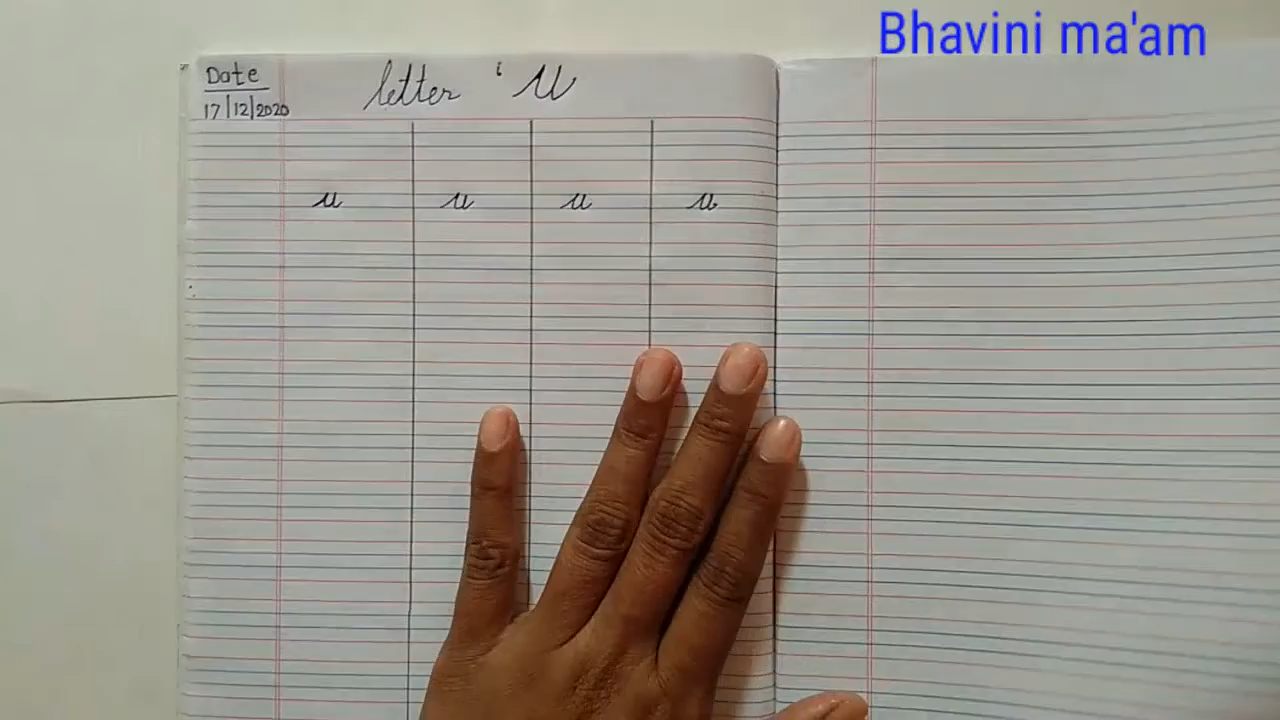 Bhavini ma'am
Date
17/12/2020
letter ‘u
u u u u